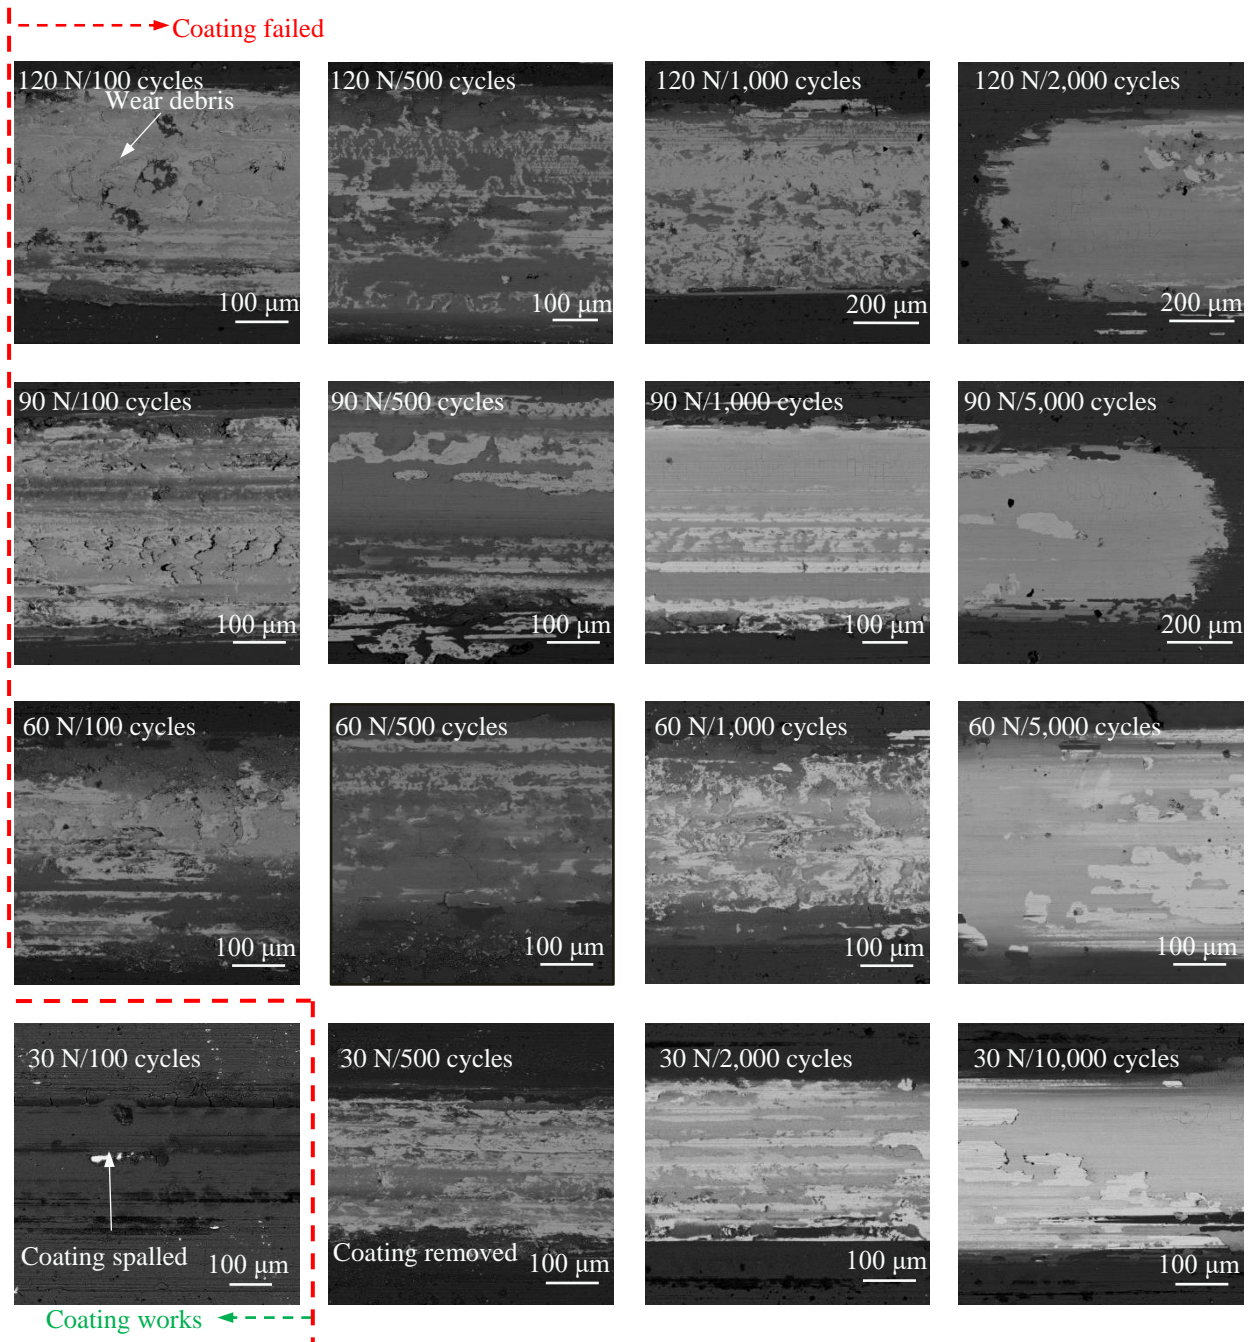 Coating failed
120 N/100 cycles
Wear debris
100 μm
120 N/500 cycles
100 μm
120 N/1,000 cycles
200 μm
120 N/2,000 cycles
200 μm
90 N/100 cycles
100 μm
90 N/500 cycles
100 μm
90 N/1,000 cycles
100 μm
90 N/5,000 cycles
200 μm
60 N/100 cycles
100 μm
60 N/500 cycles
100 μm
60 N/1,000 cycles
100 μm
60 N/5,000 cycles
100 μm
30 N/100 cycles
Coating spalled
100 μm
30 N/500 cycles
Coating removed
100 μm
30 N/2,000 cycles
100 μm
30 N/10,000 cycles
100 μm
Coating works